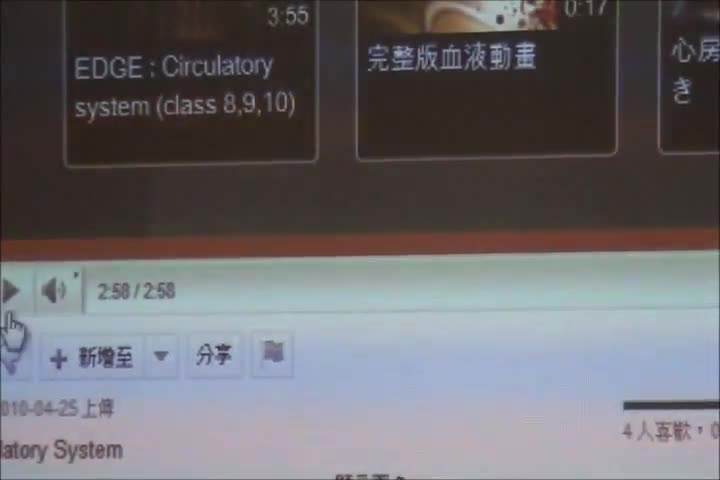 3:55
0:17
EDGE : Circulatory
system (class 8,9,10)
完整版血液動畫
心房
き
2:58 / 2:58
新增至
分享
010-04-25 上傳
latory System
4 人喜歡，0